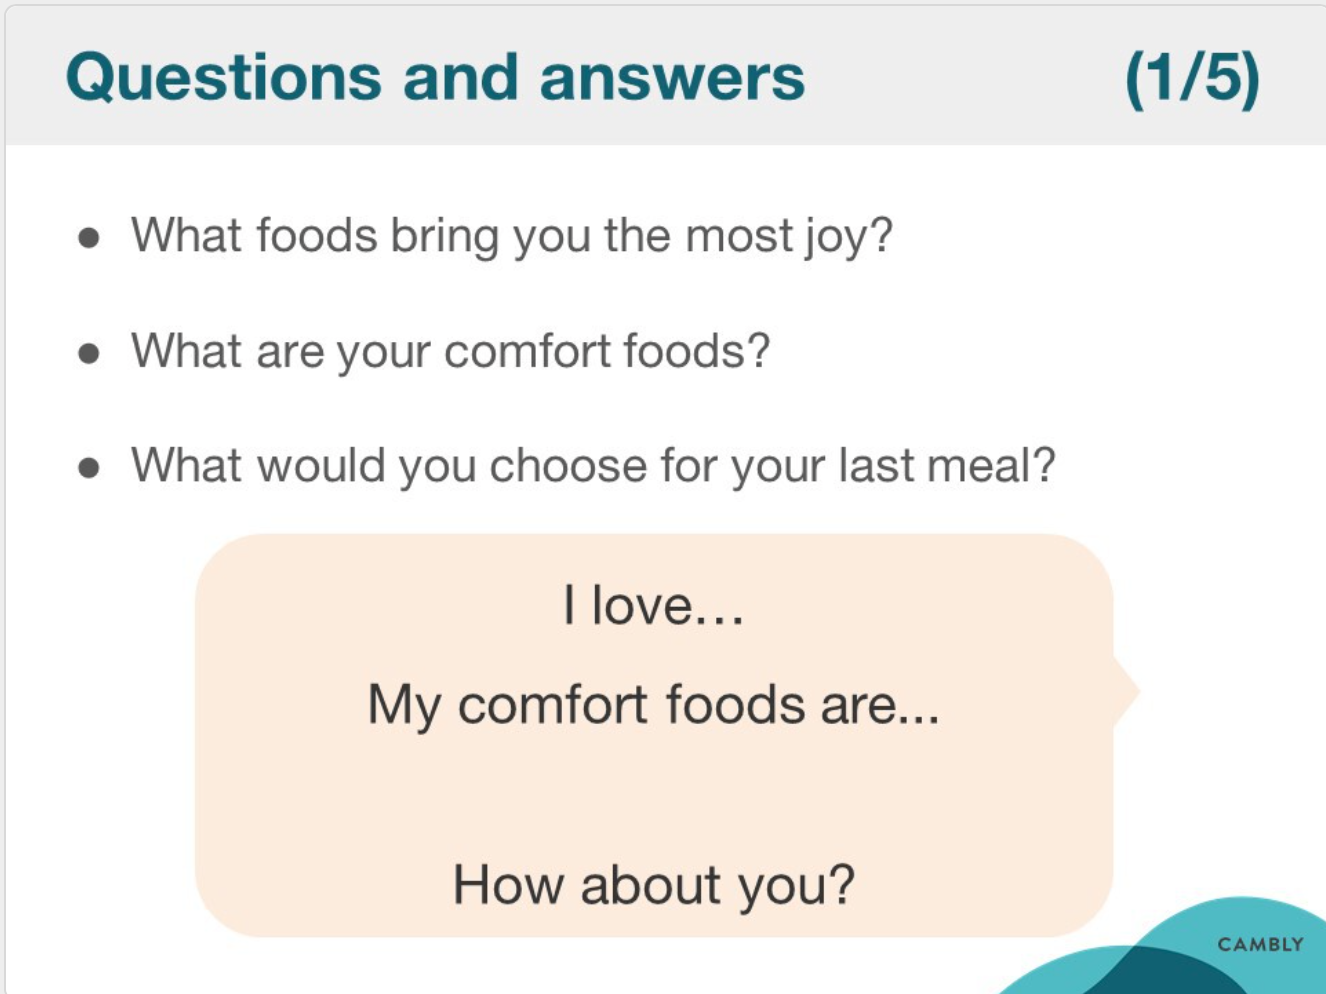 Questions and answers (1/5)
● What foods bring you the most joy?
● What are your comfort foods?
● What would you choose for your last meal?
I love…
My comfort foods are...
How about you?
CAMBLY